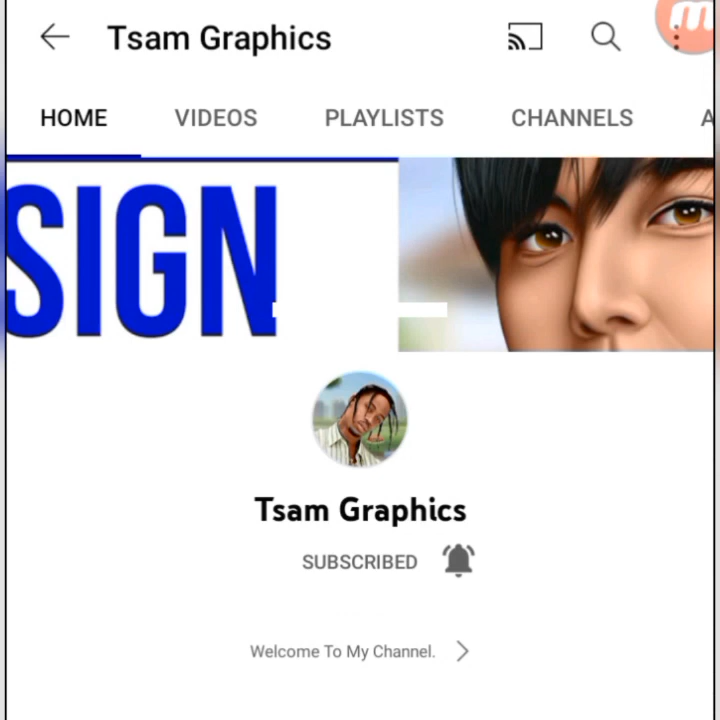 Tsam Graphics
HOME VIDEOS PLAYLISTS CHANNELS A
SIGN
Tsam Graphics
SUBSCRIBED
Welcome To My Channel.